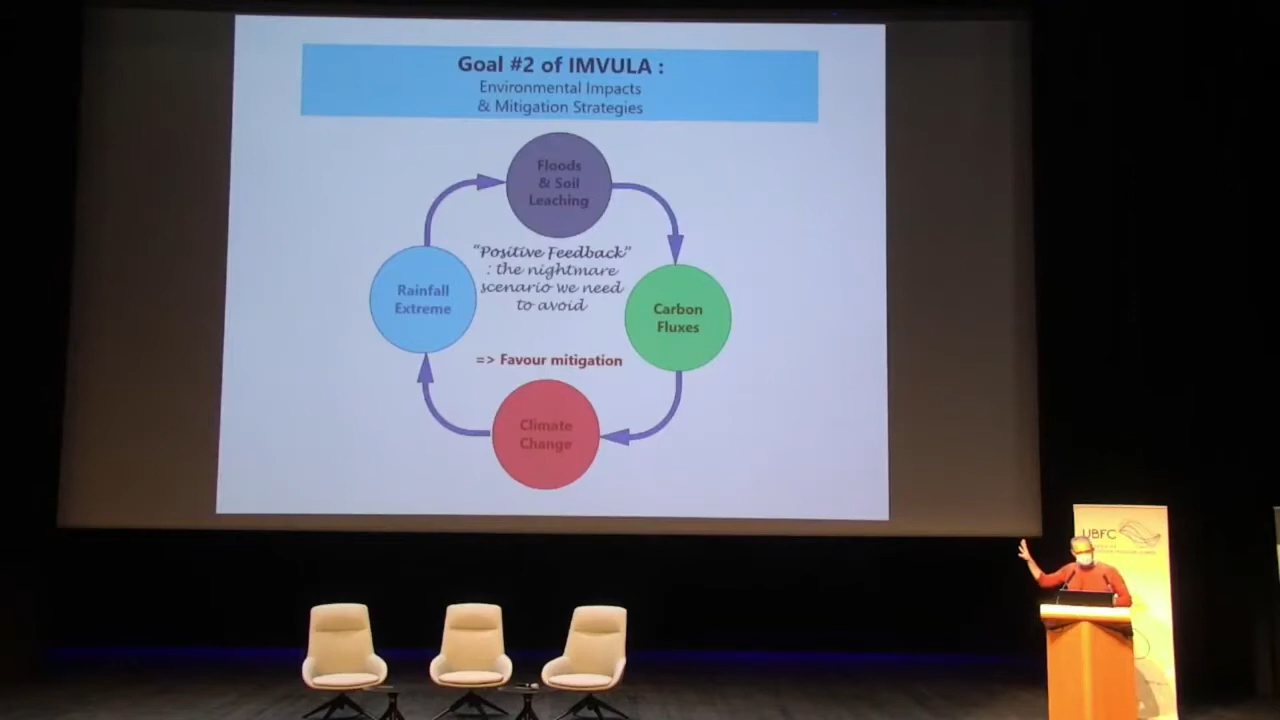 Goal #2 of IMVULA :
Environmental Impacts
& Mitigation Strategies
Floods
& Soil
Leaching
"Positive Feedback"
: the nightmare
scenario we need
to avoid
Rainfall
Extreme
Carbon
Fluxes
=> Favour mitigation
Climate
Change
UBFC